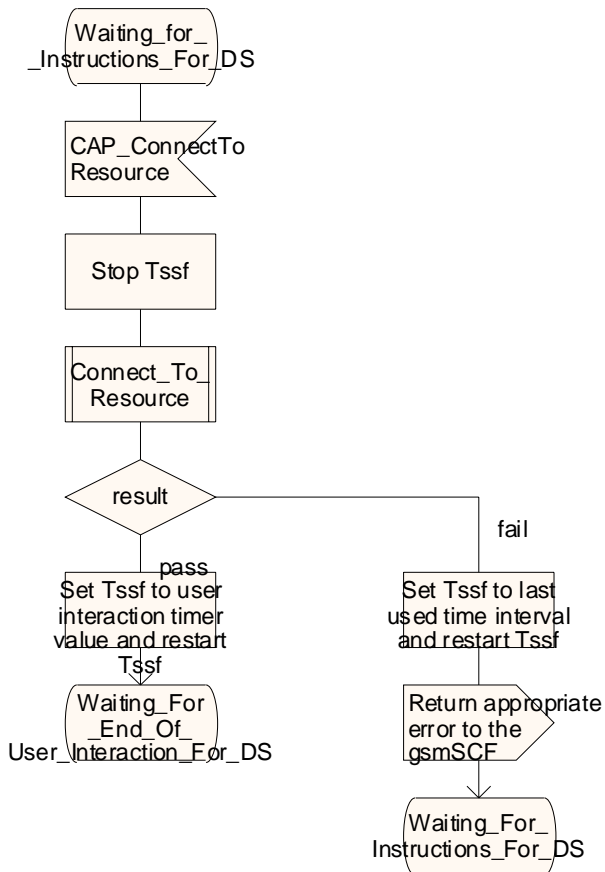 Waiting_for_
_Instructions_For_DS
CAP_ConnectTo
Resource
Stop Tssf
Connect_To_
Resource
result
fail
pass
Set Tssf to user
interaction timer
value and restart
Tssf
Set Tssf to last
used time interval
and restart Tssf
Waiting_For
_End_Of_
User_Interaction_For_DS
Return appropriate
error to the
gsmSCF
Waiting_For_
Instructions_For_DS